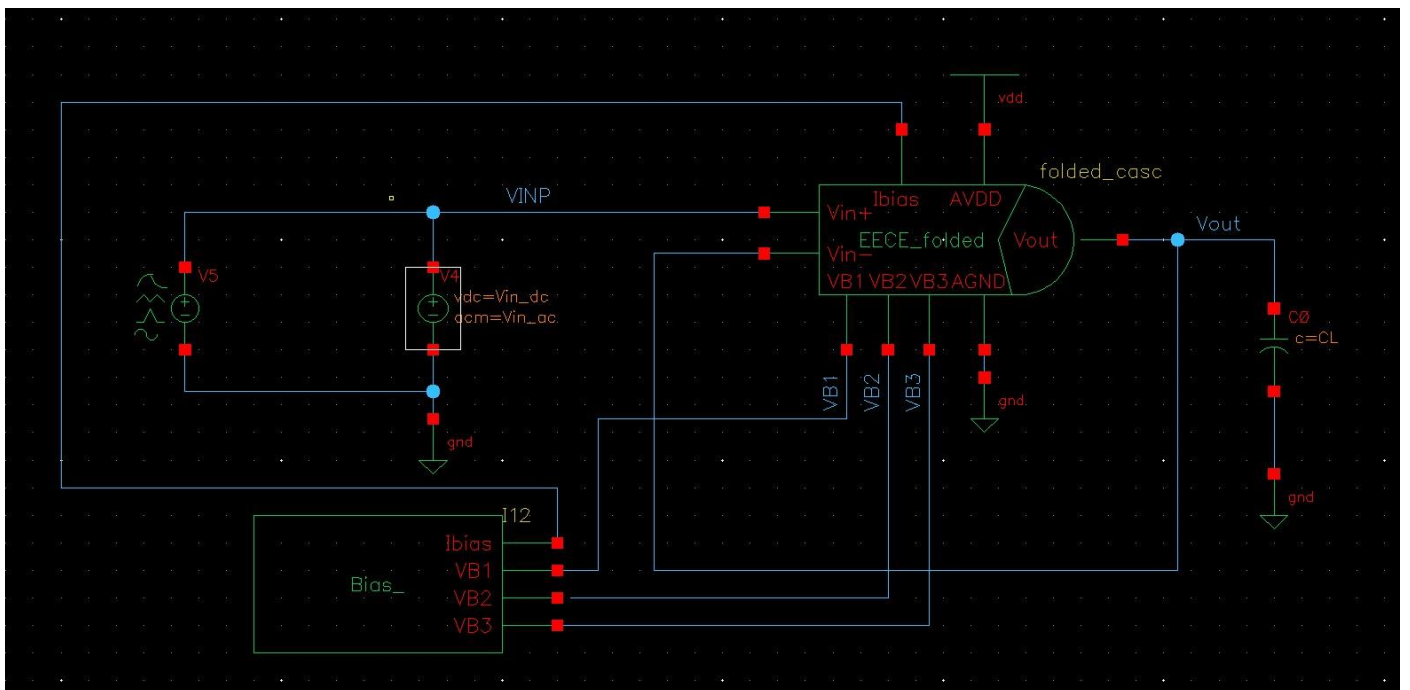 vdd
folded_casc
VINP
Ibias AVDD
Vin+
EECE_folded
Vout
Vout
Vin-
VB1 VB2 VB3 AGND
V5
V4
vdc=Vin_dc
acm=Vin_ac
C0
c=CL
VB1
VB2
VB3
gnd
gnd
gnd
I12
Ibias
VB1
Bias_
VB2
VB3